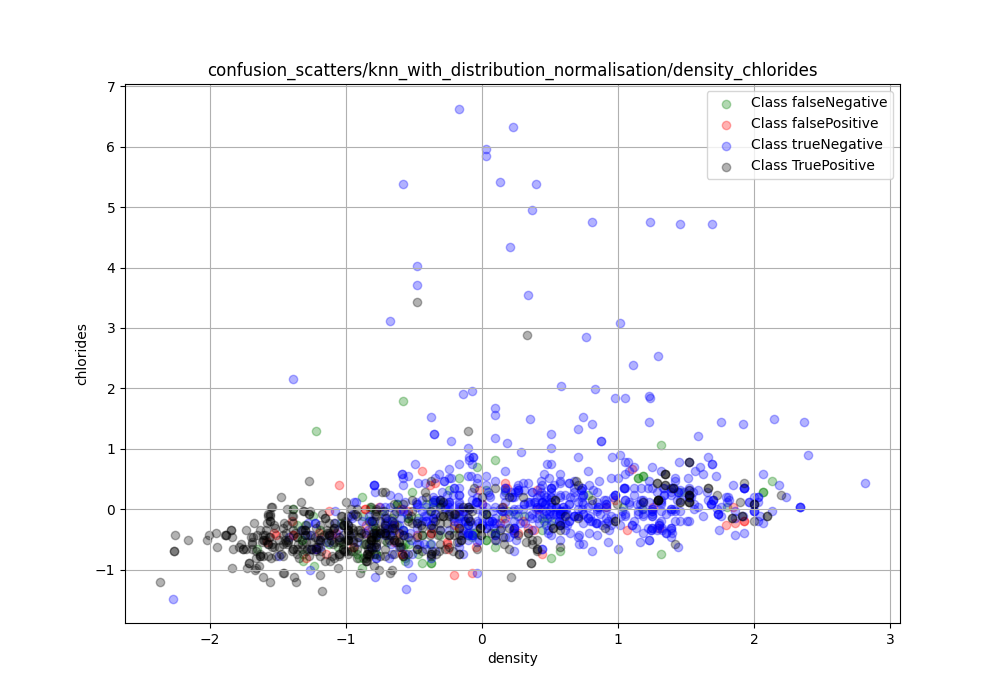 confusion_scatters/knn_with_distribution_normalisation/density_chlorides
Class falseNegative
Class falsePositive
Class trueNegative
Class TruePositive
7
6
5
4
3
2
1
0
−1
chlorides
−2
−1
0
1
2
3
density